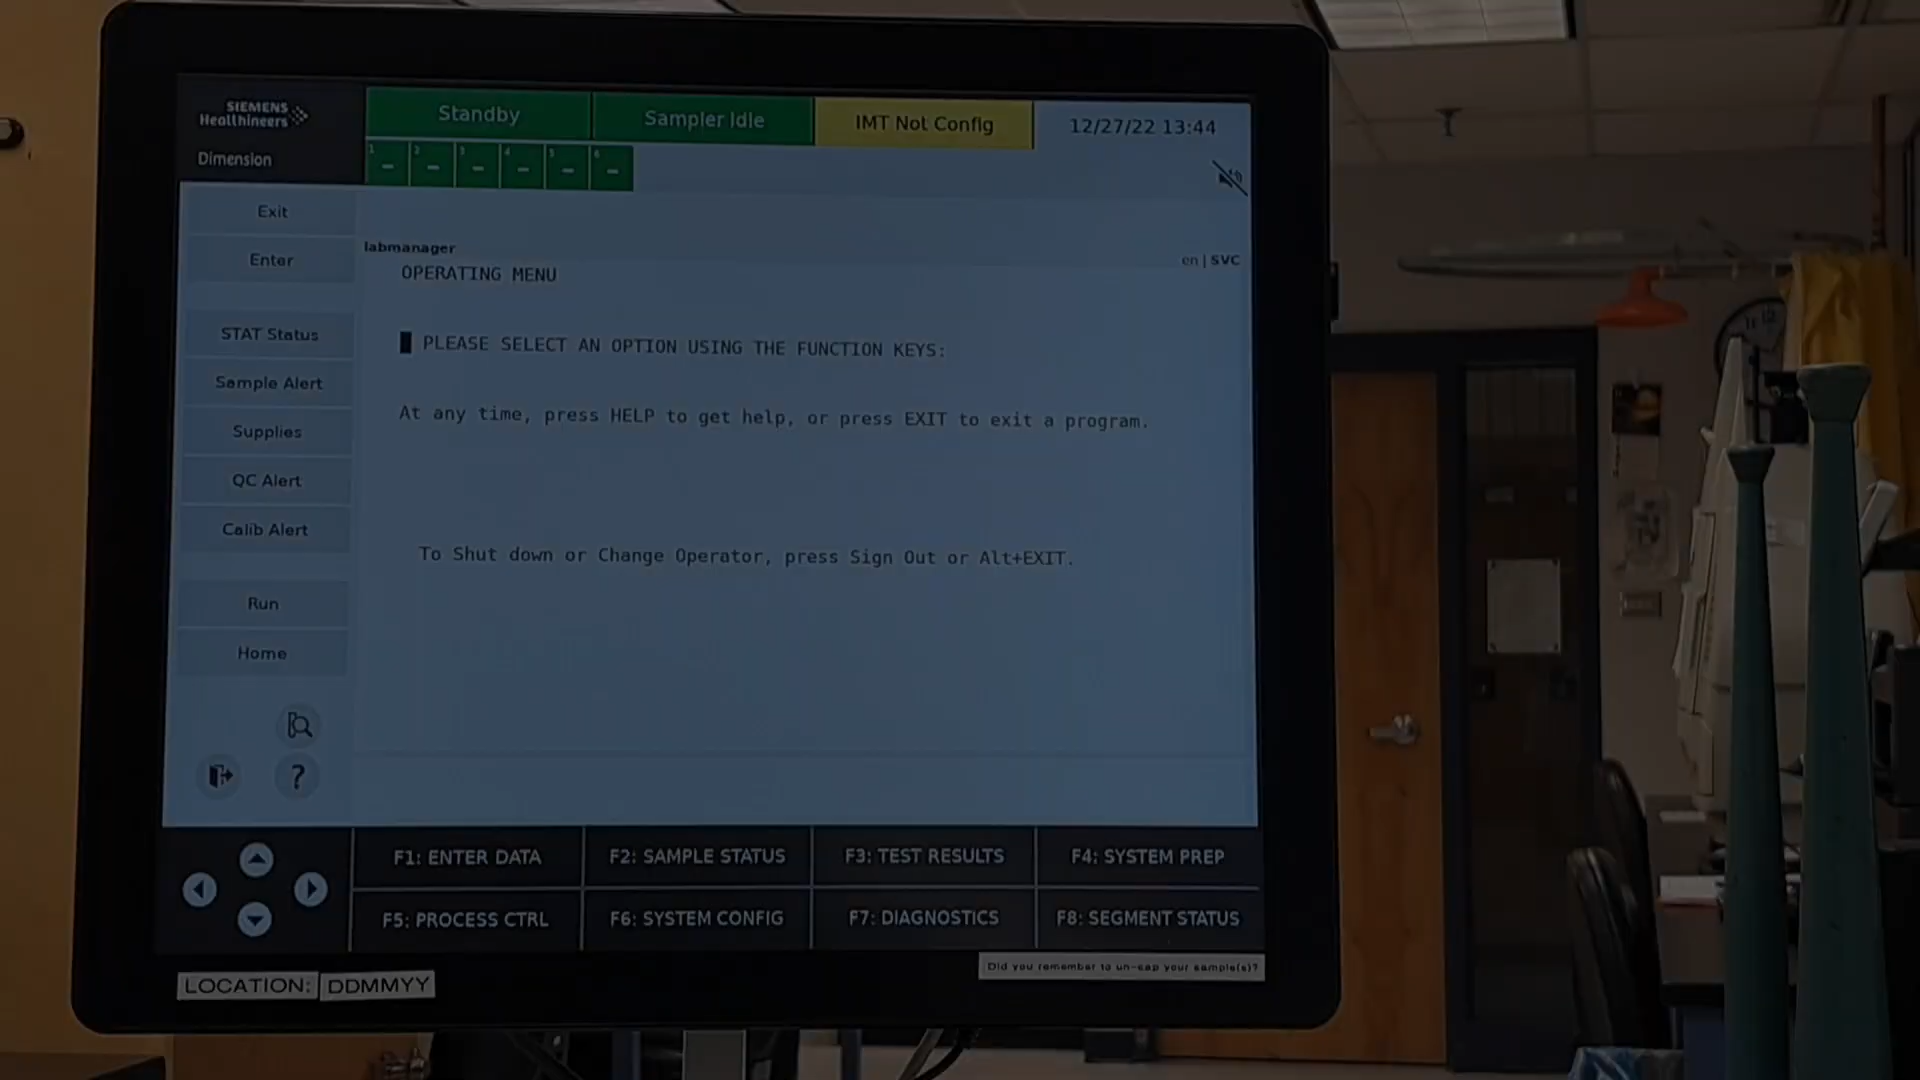 SIEMENS
Healthineers
Dimension
Standby
Sampler Idle
IMT Not Config
12/27/22 13:44
1 2 3 4 5 6
- - - - - -
Exit
Enter
STAT Status
Sample Alert
Supplies
QC Alert
Calib Alert
Run
Home
?
labmanager
en | SVC
OPERATING MENU
PLEASE SELECT AN OPTION USING THE FUNCTION KEYS:
At any time, press HELP to get help, or press EXIT to exit a program.
To Shut down or Change Operator, press Sign Out or Alt+EXIT.
F1: ENTER DATA
F2: SAMPLE STATUS
F3: TEST RESULTS
F4: SYSTEM PREP
F5: PROCESS CTRL
F6: SYSTEM CONFIG
F7: DIAGNOSTICS
F8: SEGMENT STATUS
Did you remember to un-cap your sample(s)?
LOCATION: DDMMYY